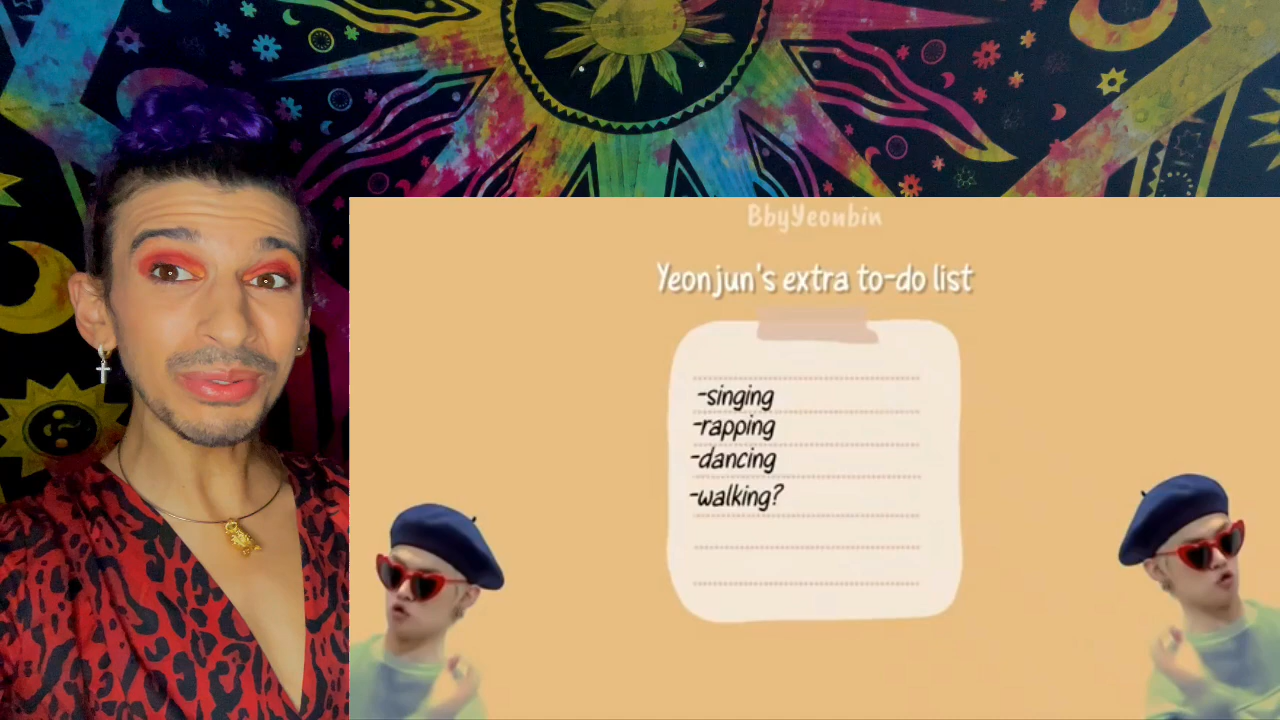 BbyYeonbin
Yeonjun's extra to-do list
-singing
-rapping
-dancing
-walking?